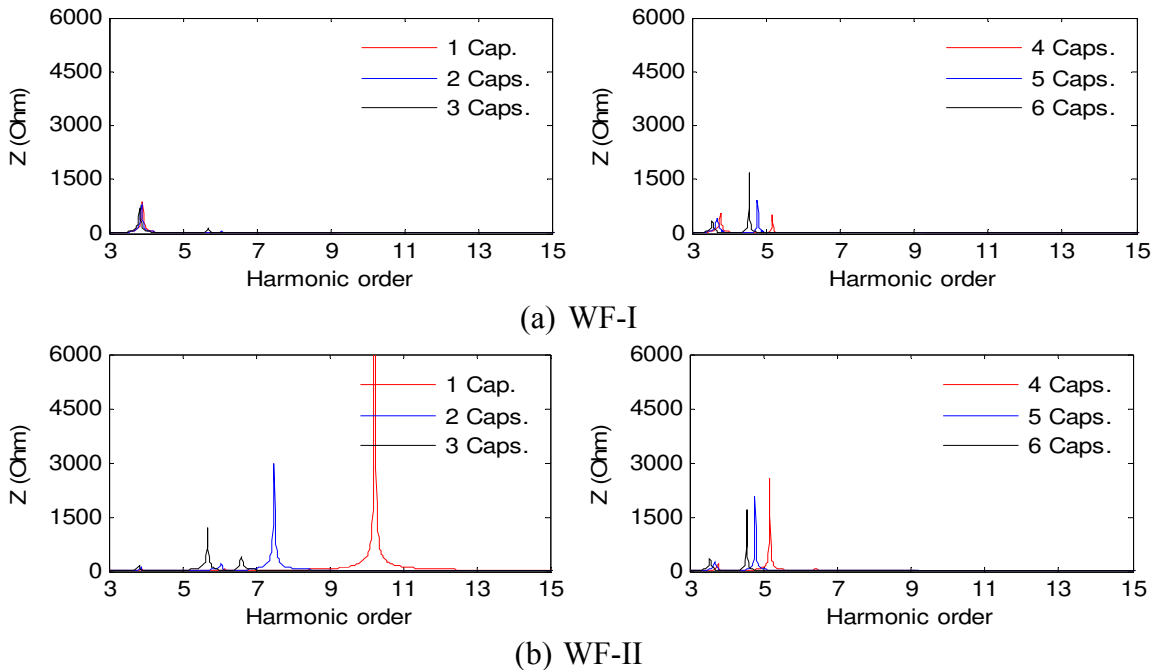 6000
4500
3000
1500
0
Z (Ohm)
3 5 7 9 11 13 15
Harmonic order
1 Cap.
2 Caps.
3 Caps.
6000
4500
3000
1500
0
Z (Ohm)
3 5 7 9 11 13 15
Harmonic order
4 Caps.
5 Caps.
6 Caps.
(a) WF-I
6000
4500
3000
1500
0
Z (Ohm)
3 5 7 9 11 13 15
Harmonic order
1 Cap.
2 Caps.
3 Caps.
6000
4500
3000
1500
0
Z (Ohm)
3 5 7 9 11 13 15
Harmonic order
4 Caps.
5 Caps.
6 Caps.
(b) WF-II